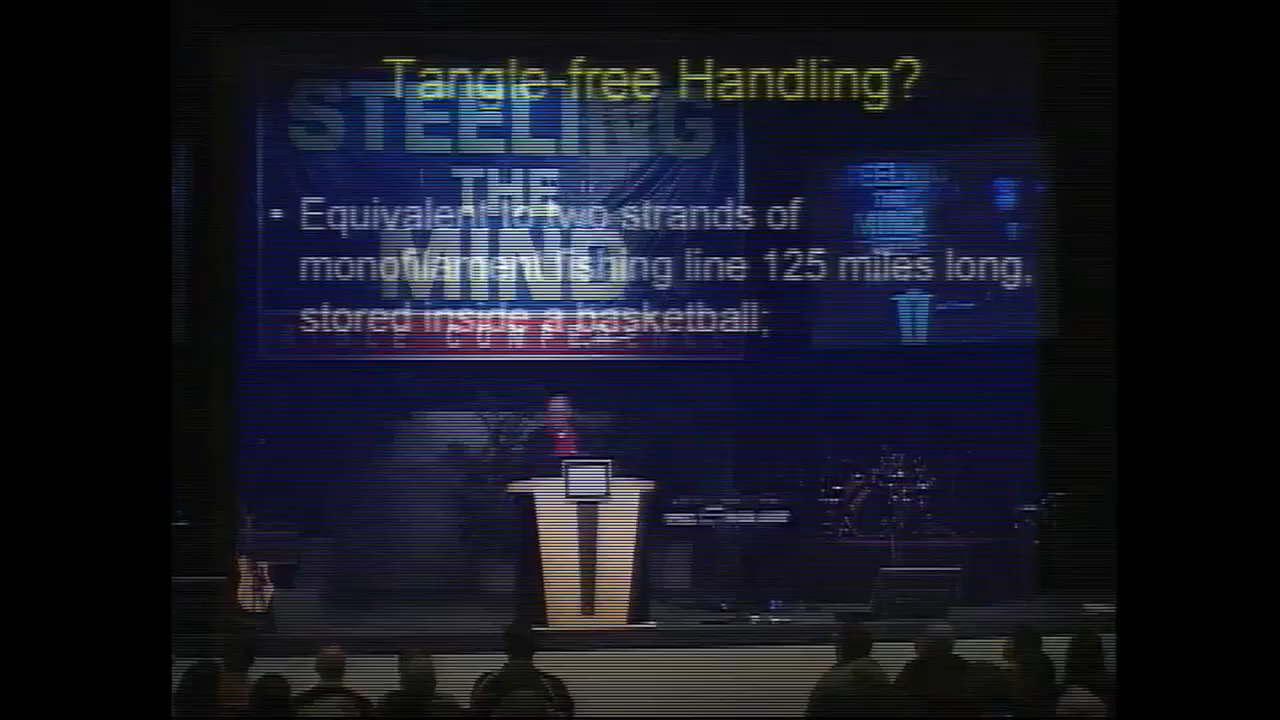 Tangle-free Handling?
STEELING
THE
MIND
• Equivalent to two strands of
monofilament fishing line 125 miles long,
stored inside a basketball;